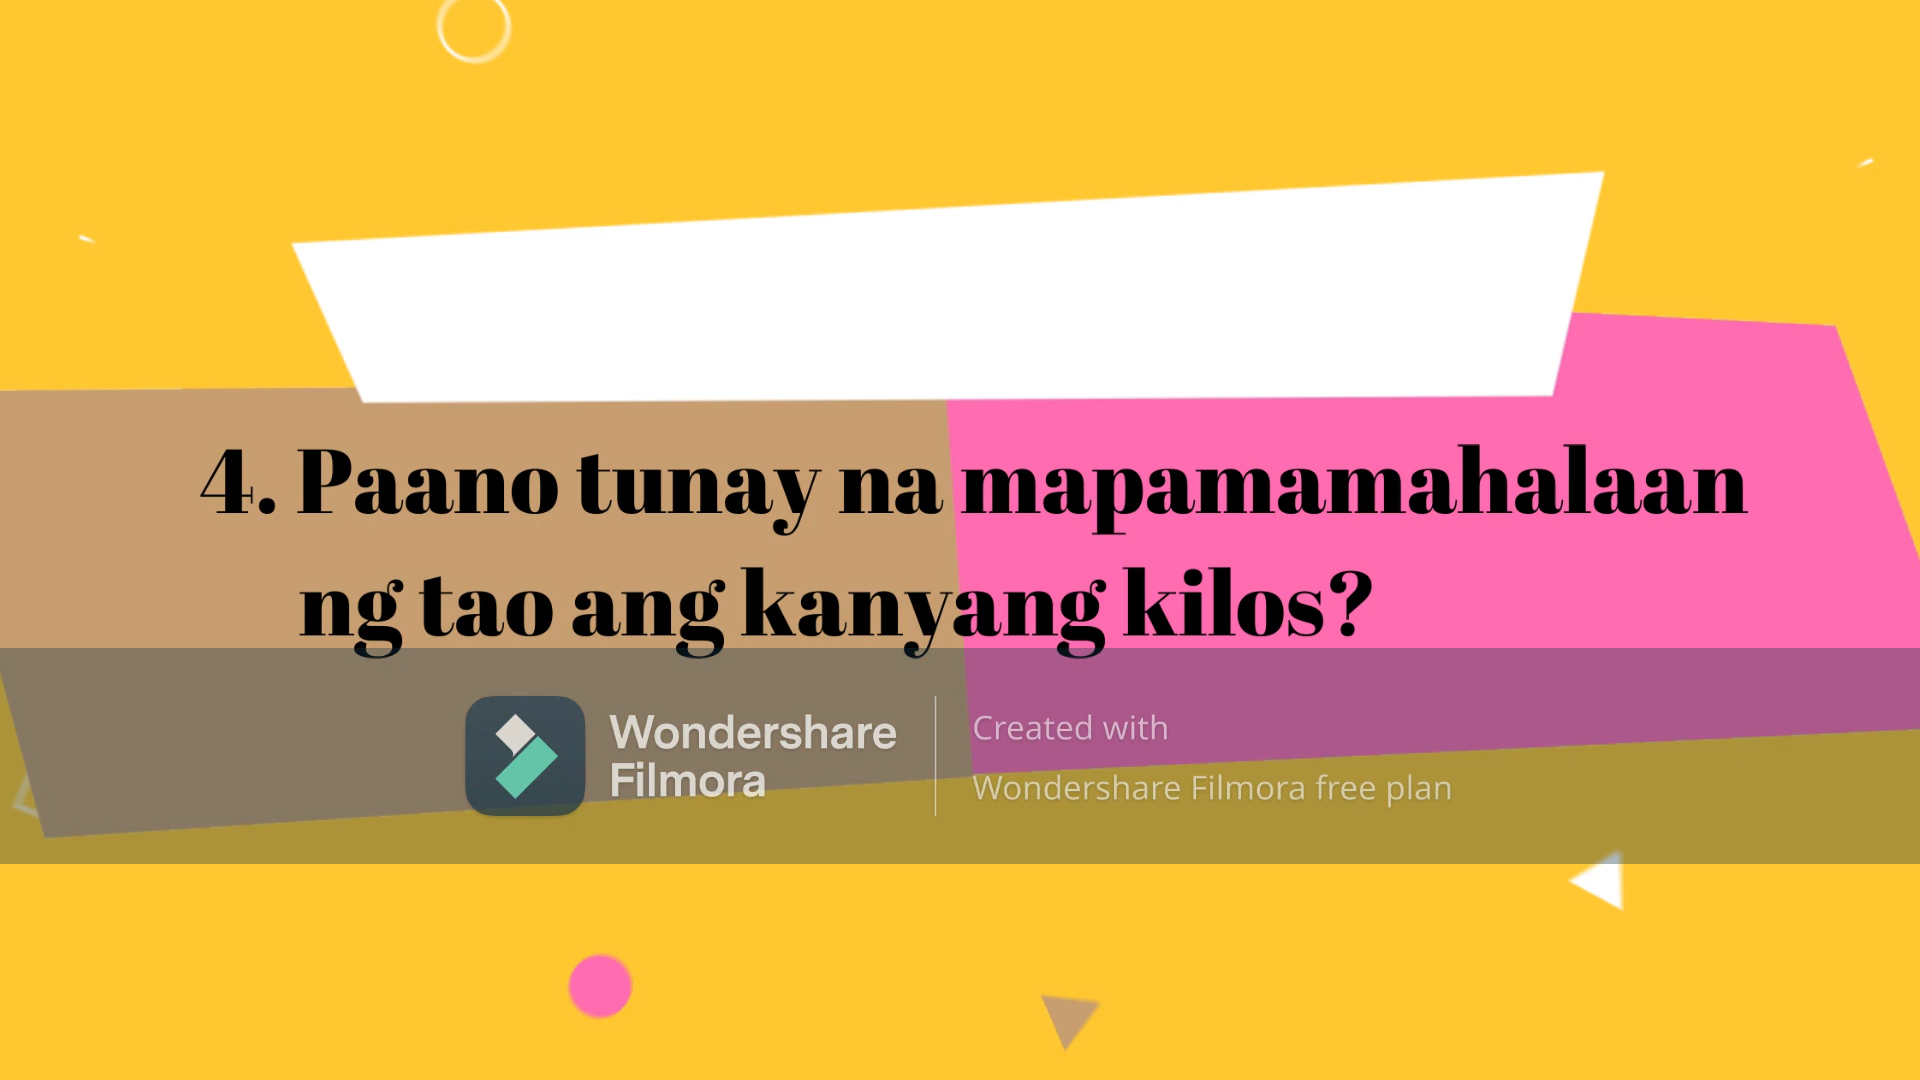 4. Paano tunay na mapamamahalaan
ng tao ang kanyang kilos?
Wondershare
Filmora
Created with
Wondershare Filmora free plan